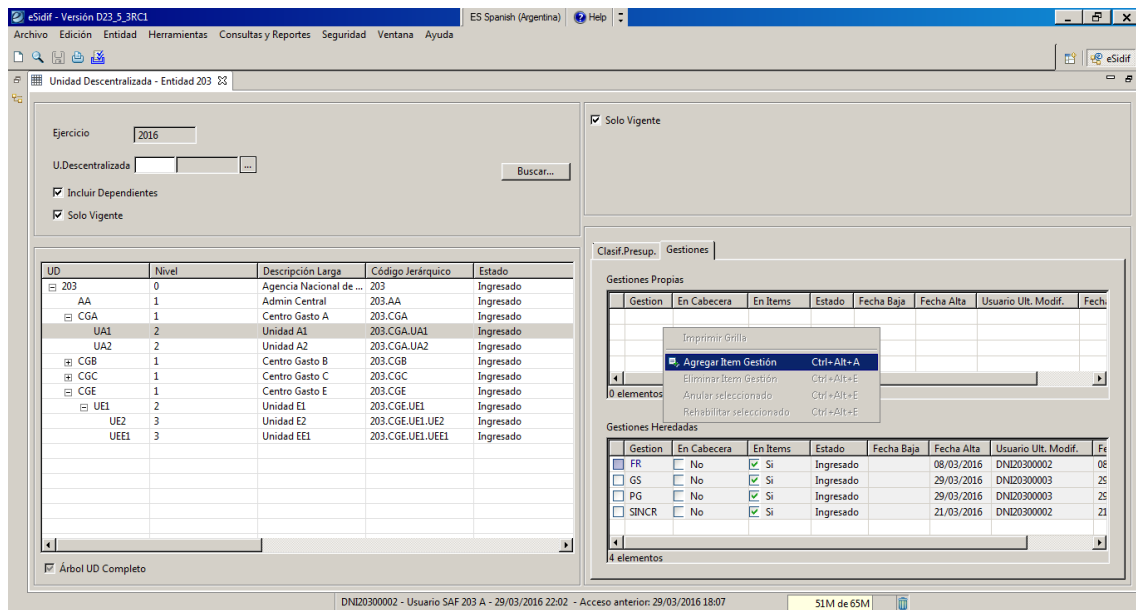 eSidif - Versión D23_5_3RC1 ES Spanish (Argentina) Help
Archivo Edición Entidad Herramientas Consultas y Reportes Seguridad Ventana Ayuda
eSidif
Unidad Descentralizada - Entidad 203
Ejercicio 2016
U.Descentralizada ...
Buscar...
Incluir Dependientes
Solo Vigente
Solo Vigente
UD Nivel Descripción Larga Código Jerárquico Estado
203 0 Agencia Nacional de ... 203 Ingresado
AA 1 Admin Central 203.AA Ingresado
CGA 1 Centro Gasto A 203.CGA Ingresado
UA1 2 Unidad A1 203.CGA.UA1 Ingresado
UA2 2 Unidad A2 203.CGA.UA2 Ingresado
CGB 1 Centro Gasto B 203.CGB Ingresado
CGC 1 Centro Gasto C 203.CGC Ingresado
CGE 1 Centro Gasto E 203.CGE Ingresado
UE1 2 Unidad E1 203.CGE.UE1 Ingresado
UE2 3 Unidad E2 203.CGE.UE1.UE2 Ingresado
UEE1 3 Unidad EE1 203.CGE.UE1.UEE1 Ingresado
Árbol UD Completo
Clasif.Presup. Gestiones
Gestiones Propias
Gestion En Cabecera En Items Estado Fecha Baja Fecha Alta Usuario Ult. Modif. Fech
Imprimir Grilla
Agregar Item Gestión Ctrl+Alt+A
Eliminar Item Gestión Ctrl+Alt+E
Anular seleccionado Ctrl+Alt+E
Rehabilitar seleccionado Ctrl+Alt+E
0 elementos
Gestiones Heredadas
Gestion En Cabecera En Items Estado Fecha Baja Fecha Alta Usuario Ult. Modif. Fe
FR No Si Ingresado 08/03/2016 DNI20300002 08
GS No Si Ingresado 29/03/2016 DNI20300003 29
PG No Si Ingresado 29/03/2016 DNI20300003 29
SINCR No Si Ingresado 21/03/2016 DNI20300002 21
4 elementos
DNI20300002 - Usuario SAF 203 A - 29/03/2016 22:02 - Acceso anterior: 29/03/2016 18:07 51M de 65M